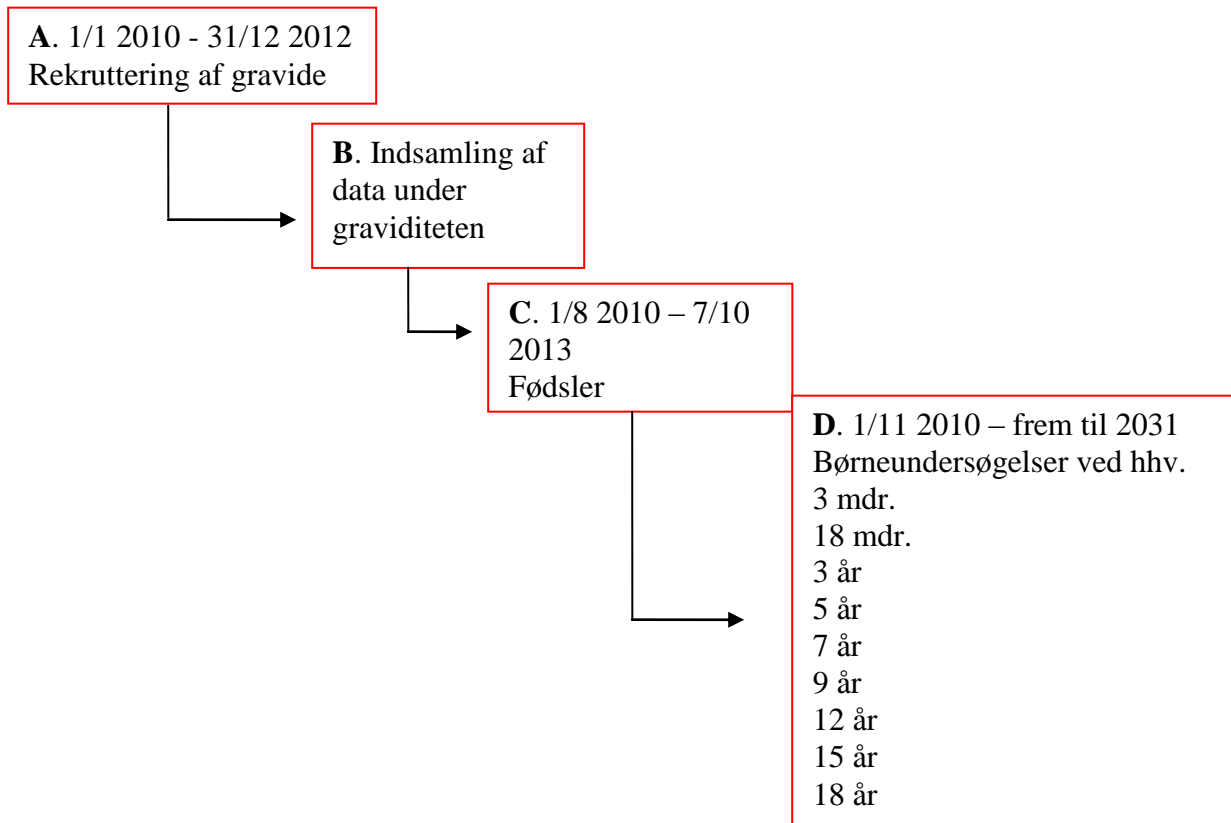 A. 1/1 2010 - 31/12 2012
Rekruttering af gravide
B. Indsamling af
data under
graviditeten
C. 1/8 2010 – 7/10
2013
Fødsler
D. 1/11 2010 – frem til 2031
Børneundersøgelser ved hhv.
3 mdr.
18 mdr.
3 år
5 år
7 år
9 år
12 år
15 år
18 år